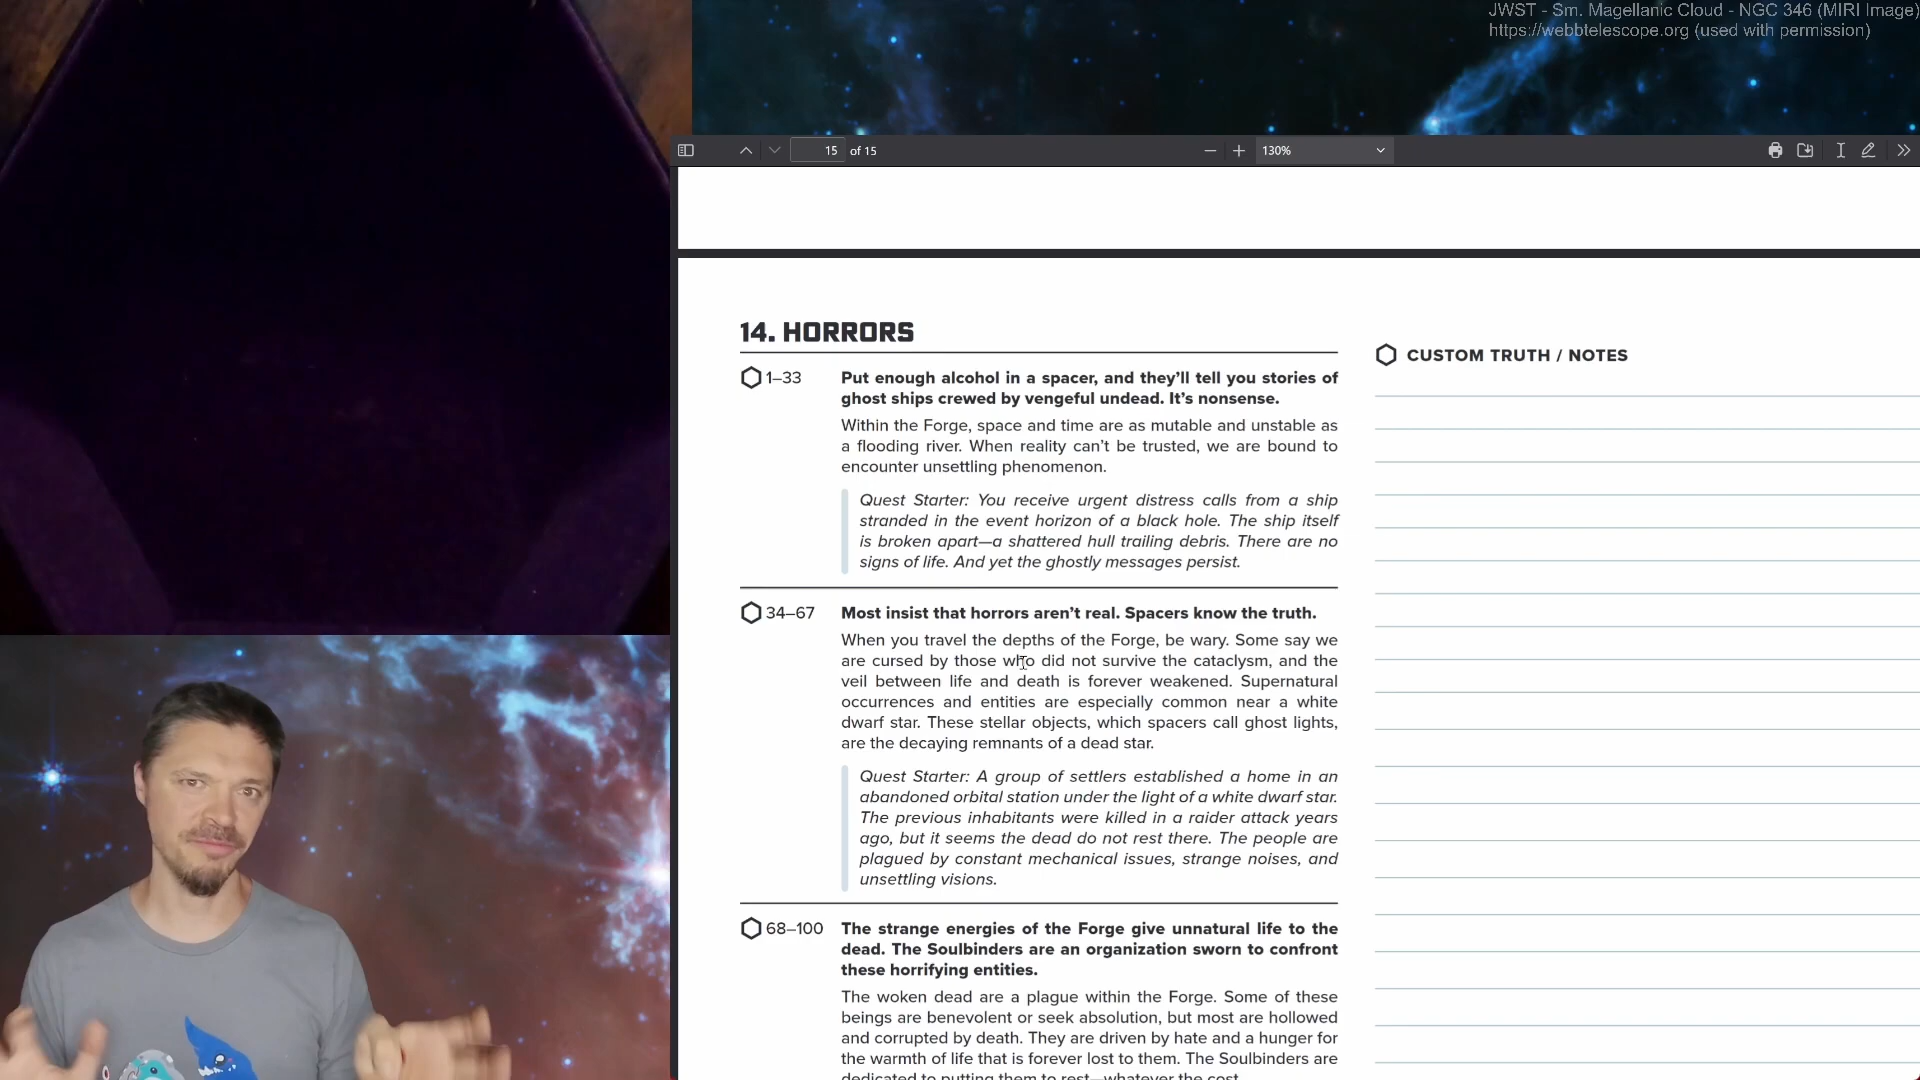 JWST - Sm. Magellanic Cloud - NGC 346 (MIRI Image)
https://webbtelescope.org (used with permission)
15 of 15
130%
14. HORRORS
1–33
Put enough alcohol in a spacer, and they’ll tell you stories of
ghost ships crewed by vengeful undead. It’s nonsense.
Within the Forge, space and time are as mutable and unstable as
a flooding river. When reality can’t be trusted, we are bound to
encounter unsettling phenomenon.
Quest Starter: You receive urgent distress calls from a ship
stranded in the event horizon of a black hole. The ship itself
is broken apart—a shattered hull trailing debris. There are no
signs of life. And yet the ghostly messages persist.
34–67
Most insist that horrors aren’t real. Spacers know the truth.
When you travel the depths of the Forge, be wary. Some say we
are cursed by those who did not survive the cataclysm, and the
veil between life and death is forever weakened. Supernatural
occurrences and entities are especially common near a white
dwarf star. These stellar objects, which spacers call ghost lights,
are the decaying remnants of a dead star.
Quest Starter: A group of settlers established a home in an
abandoned orbital station under the light of a white dwarf star.
The previous inhabitants were killed in a raider attack years
ago, but it seems the dead do not rest there. The people are
plagued by constant mechanical issues, strange noises, and
unsettling visions.
68–100
The strange energies of the Forge give unnatural life to the
dead. The Soulbinders are an organization sworn to confront
these horrifying entities.
The woken dead are a plague within the Forge. Some of these
beings are benevolent or seek absolution, but most are hollowed
and corrupted by death. They are driven by hate and a hunger for
the warmth of life that is forever lost to them. The Soulbinders are
dedicated to putting them to rest—whatever the cost.
CUSTOM TRUTH / NOTES